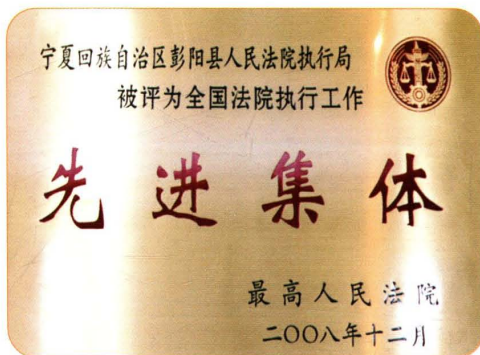 宁夏回族自治区彭阳县人民法院执行局
被评为全国法院执行工作
先进集体
最高人民法院
二〇〇八年十二月